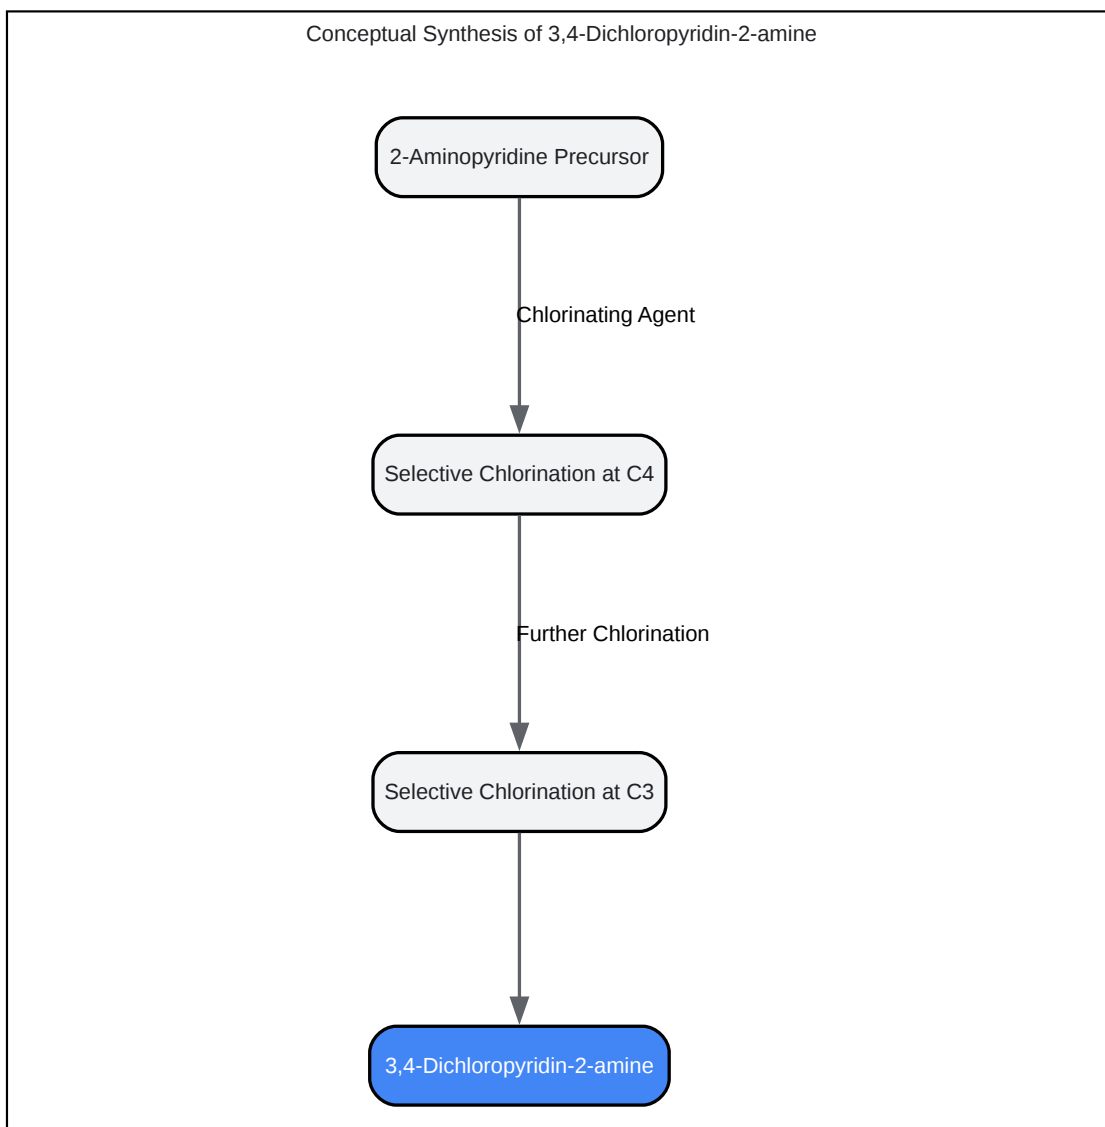 Conceptual Synthesis of 3,4-Dichloropyridin-2-amine
2-Aminopyridine Precursor
Chlorinating Agent
Selective Chlorination at C4
Further Chlorination
Selective Chlorination at C3
3,4-Dichloropyridin-2-amine